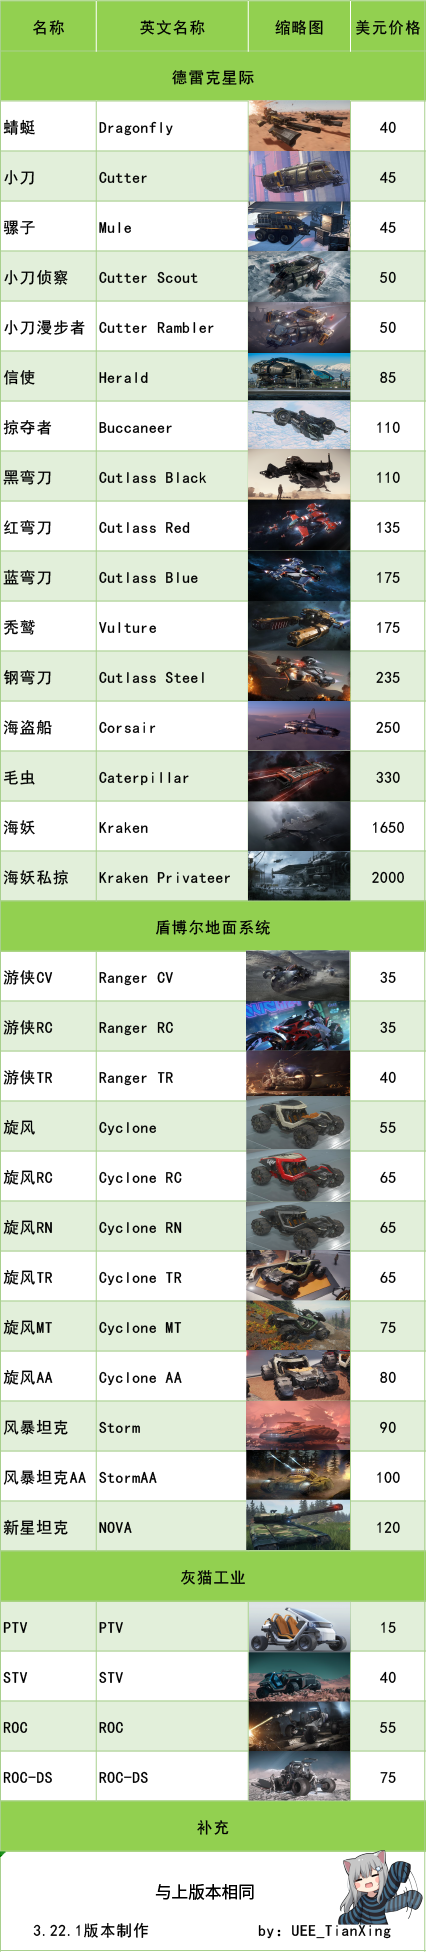 名称 英文名称 缩略图 美元价格
德雷克星际
蜻蜓 Dragonfly 40
小刀 Cutter 45
骡子 Mule 45
小刀侦察 Cutter Scout 50
小刀漫步者 Cutter Rambler 50
信使 Herald 85
掠夺者 Buccaneer 110
黑弯刀 Cutlass Black 110
红弯刀 Cutlass Red 135
蓝弯刀 Cutlass Blue 175
秃鹫 Vulture 175
钢弯刀 Cutlass Steel 235
海盗船 Corsair 250
毛虫 Caterpillar 330
海妖 Kraken 1650
海妖私掠 Kraken Privateer 2000
盾博尔地面系统
游侠CV Ranger CV 35
游侠RC Ranger RC 35
游侠TR Ranger TR 40
旋风 Cyclone 55
旋风RC Cyclone RC 65
旋风RN Cyclone RN 65
旋风TR Cyclone TR 65
旋风MT Cyclone MT 75
旋风AA Cyclone AA 80
风暴坦克 Storm 90
风暴坦克AA StormAA 100
新星坦克 NOVA 120
灰猫工业
PTV PTV 15
STV STV 40
ROC ROC 55
ROC-DS ROC-DS 75
补充
与上版本相同
3.22.1版本制作 by: UEE_TianXing